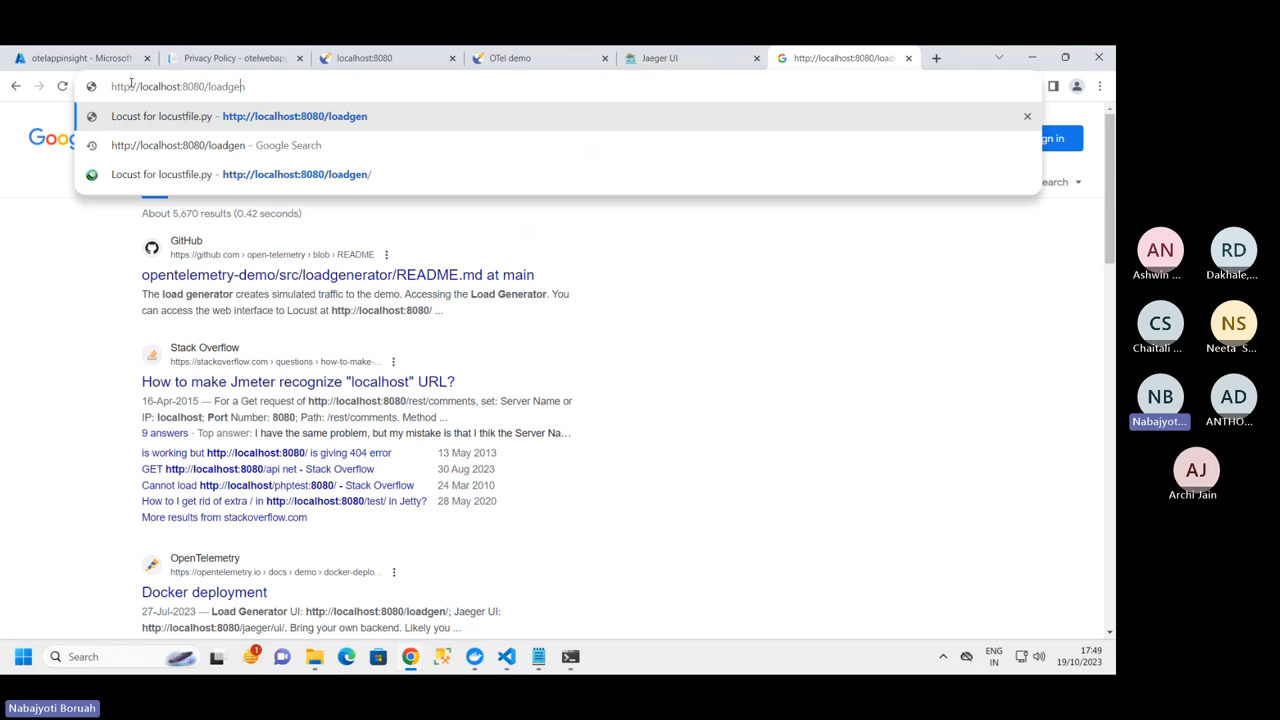 otelappinsight - Microsoft
Privacy Policy - otelwebapp
localhost:8080
OTel demo
Jaeger UI
http://localhost:8080/load
http//localhost:8080/loadgen
Locust for locustfile.py - http://localhost:8080/loadgen
http://localhost:8080/loadgen - Google Search
Locust for locustfile.py - http://localhost:8080/loadgen/
Goog
gn in
earch
About 5,670 results (0.42 seconds)
GitHub
https://github.com › open-telemetry › blob › README
opentelemetry-demo/src/loadgenerator/README.md at main
The load generator creates simulated traffic to the demo. Accessing the Load Generator. You
can access the web interface to Locust at http://localhost:8080/ ...
Stack Overflow
https://stackoverflow.com › questions › how-to-make-...
How to make Jmeter recognize "localhost" URL?
16-Apr-2015 — For a Get request of http://localhost:8080/rest/comments, set: Server Name or
IP: localhost; Port Number: 8080; Path: /rest/comments. Method ...
9 answers · Top answer: I have the same problem, but my mistake is that I thik the Server Na...
is working but http://localhost:8080/ is giving 404 error 13 May 2013
GET http://localhost:8080/api net - Stack Overflow 30 Aug 2023
Cannot load http://phptest:8080/ - Stack Overflow 24 Mar 2010
How to I get rid of extra / in http://localhost:8080/test/ in Jetty? 28 May 2020
More results from stackoverflow.com
OpenTelemetry
https://opentelemetry.io › docs › demo › docker-deplo...
Docker deployment
27-Jul-2023 — Load Generator UI: http://localhost:8080/loadgen/; Jaeger UI:
http://localhost:8080/jaeger/ui/. Bring your own backend. Likely you ...
Search
1
ENG
IN
17:49
19/10/2023
AN
Ashwin ...
RD
Dakhale,...
CS
Chaitali ...
NS
Neeta S...
NB
Nabajyot...
AD
ANTHO...
AJ
Archi Jain
Nabajyoti Boruah